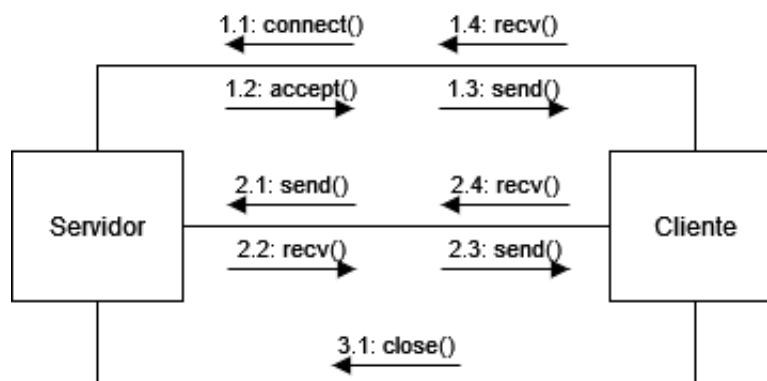 1.1: connect() 1.4: recv()
1.2: accept() 1.3: send()
2.1: send() 2.4: recv()
Servidor Cliente
2.2: recv() 2.3: send()
3.1: close()